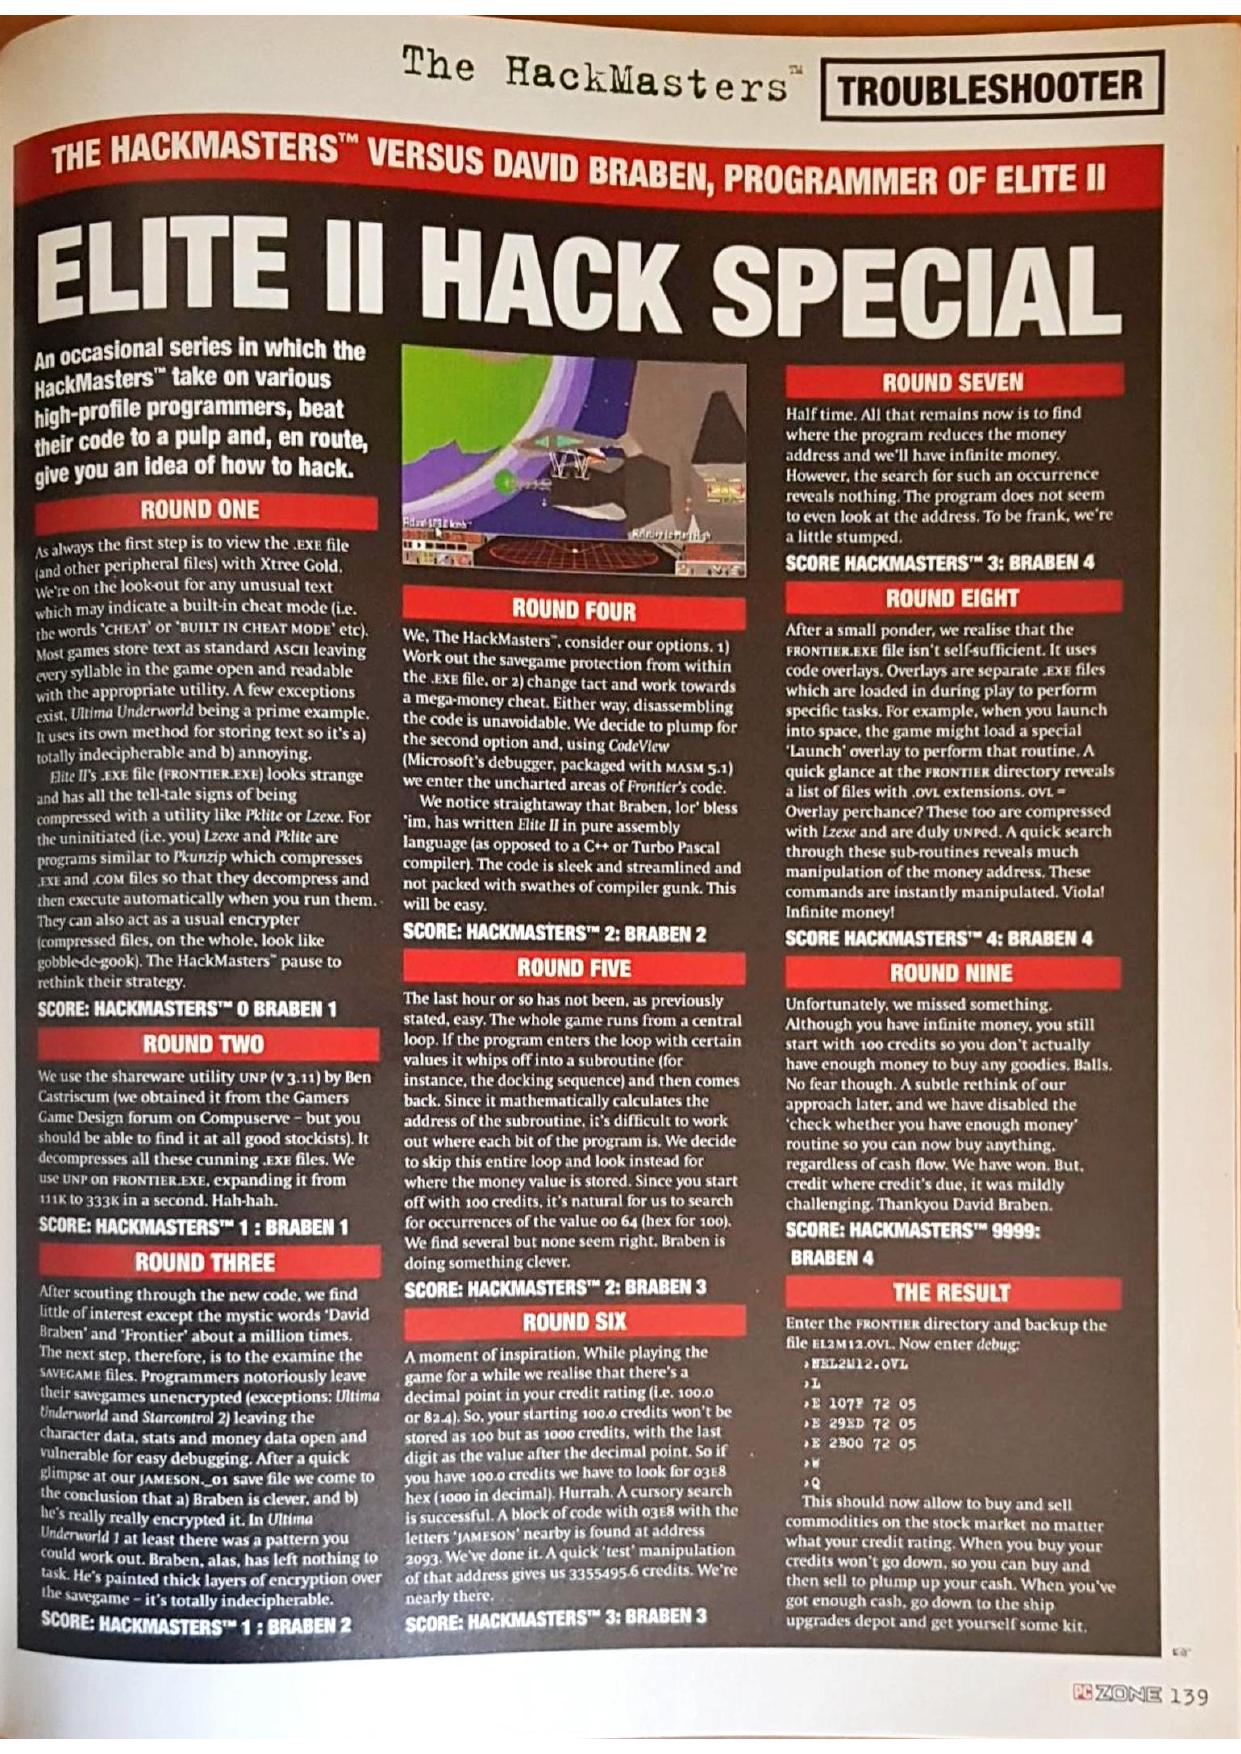 The HackMasters™
TROUBLESHOOTER
THE HACKMASTERS™ VERSUS DAVID BRABEN, PROGRAMMER OF ELITE II
ELITE II HACK SPECIAL
An occasional series in which the
HackMasters™ take on various
high-profile programmers, beat
their code to a pulp and, en route,
give you an idea of how to hack.
ROUND ONE
As always the first step is to view the .EXE file
(and other peripheral files) with Xtree Gold.
We're on the look-out for any unusual text
which may indicate a built-in cheat mode (i.e.
the words 'CHEAT' or 'BUILT IN CHEAT MODE' etc).
Most games store text as standard ASCII leaving
every syllable in the game open and readable
with the appropriate utility. A few exceptions
exist, Ultima Underworld being a prime example.
It uses its own method for storing text so it's a)
totally indecipherable and b) annoying.
Elite II's .EXE file (FRONTIER.EXE) looks strange
and has all the tell-tale signs of being
compressed with a utility like Pklite or Lzexe. For
the uninitiated (i.e. you) Lzexe and Pklite are
programs similar to Pkunzip which compresses
.EXE and .COM files so that they decompress and
then execute automatically when you run them.
They can also act as a usual encrypter
(compressed files, on the whole, look like
gobble-de-gook). The HackMasters™ pause to
rethink their strategy.
SCORE: HACKMASTERS™ 0 BRABEN 1
ROUND TWO
We use the shareware utility UNP (v 3.11) by Ben
Castriscum (we obtained it from the Gamers
Game Design forum on Compuserve – but you
should be able to find it at all good stockists). It
decompresses all these cunning .EXE files. We
use UNP on FRONTIER.EXE, expanding it from
111K to 333K in a second. Hah-hah.
SCORE: HACKMASTERS™ 1 : BRABEN 1
ROUND THREE
After scouting through the new code, we find
little of interest except the mystic words 'David
Braben' and 'Frontier' about a million times.
The next step, therefore, is to the examine the
SAVEGAME files. Programmers notoriously leave
their savegames unencrypted (exceptions: Ultima
Underworld and Starcontrol 2) leaving the
character data, stats and money data open and
vulnerable for easy debugging. After a quick
glimpse at our JAMESON._01 save file we come to
the conclusion that a) Braben is clever, and b)
he's really really encrypted it. In Ultima
Underworld 1 at least there was a pattern you
could work out. Braben, alas, has left nothing to
task. He's painted thick layers of encryption over
the savegame – it's totally indecipherable.
SCORE: HACKMASTERS™ 1 : BRABEN 2
ROUND FOUR
We, The HackMasters™, consider our options. 1)
Work out the savegame protection from within
the .EXE file, or 2) change tact and work towards
a mega-money cheat. Either way, disassembling
the code is unavoidable. We decide to plump for
the second option and, using CodeView
(Microsoft's debugger, packaged with MASM 5.1)
we enter the uncharted areas of Frontier's code.
We notice straightaway that Braben, lor' bless
'im, has written Elite II in pure assembly
language (as opposed to a C++ or Turbo Pascal
compiler). The code is sleek and streamlined and
not packed with swathes of compiler gunk. This
will be easy.
SCORE: HACKMASTERS™ 2: BRABEN 2
ROUND FIVE
The last hour or so has not been, as previously
stated, easy. The whole game runs from a central
loop. If the program enters the loop with certain
values it whips off into a subroutine (for
instance, the docking sequence) and then comes
back. Since it mathematically calculates the
address of the subroutine, it's difficult to work
out where each bit of the program is. We decide
to skip this entire loop and look instead for
where the money value is stored. Since you start
off with 100 credits, it's natural for us to search
for occurrences of the value 00 64 (hex for 100).
We find several but none seem right. Braben is
doing something clever.
SCORE: HACKMASTERS™ 2: BRABEN 3
ROUND SIX
A moment of inspiration. While playing the
game for a while we realise that there's a
decimal point in your credit rating (i.e. 100.0
or 82.4). So, your starting 100.0 credits won't be
stored as 100 but as 1000 credits, with the last
digit as the value after the decimal point. So if
you have 100.0 credits we have to look for 03E8
hex (1000 in decimal). Hurrah. A cursory search
is successful. A block of code with 03E8 with the
letters 'JAMESON' nearby is found at address
2093. We've done it. A quick 'test' manipulation
of that address gives us 3355495.6 credits. We're
nearly there.
SCORE: HACKMASTERS™ 3: BRABEN 3
ROUND SEVEN
Half time. All that remains now is to find
where the program reduces the money
address and we'll have infinite money.
However, the search for such an occurrence
reveals nothing. The program does not seem
to even look at the address. To be frank, we're
a little stumped.
SCORE HACKMASTERS™ 3: BRABEN 4
ROUND EIGHT
After a small ponder, we realise that the
FRONTIER.EXE file isn't self-sufficient. It uses
code overlays. Overlays are separate .EXE files
which are loaded in during play to perform
specific tasks. For example, when you launch
into space, the game might load a special
'Launch' overlay to perform that routine. A
quick glance at the FRONTIER directory reveals
a list of files with .OVL extensions. OVL =
Overlay perchance? These too are compressed
with Lzexe and are duly UNPed. A quick search
through these sub-routines reveals much
manipulation of the money address. These
commands are instantly manipulated. Viola!
Infinite money!
SCORE HACKMASTERS™ 4: BRABEN 4
ROUND NINE
Unfortunately, we missed something.
Although you have infinite money, you still
start with 100 credits so you don't actually
have enough money to buy any goodies. Balls.
No fear though. A subtle rethink of our
approach later, and we have disabled the
'check whether you have enough money'
routine so you can now buy anything,
regardless of cash flow. We have won. But,
credit where credit's due, it was mildly
challenging. Thankyou David Braben.
SCORE: HACKMASTERS™ 9999:
BRABEN 4
THE RESULT
Enter the FRONTIER directory and backup the
file EL2M12.OVL. Now enter debug:
>NEL2M12.OVL
>L
>E 107F 72 05
>E 29ED 72 05
>E 2B00 72 05
>W
>Q
This should now allow to buy and sell
commodities on the stock market no matter
what your credit rating. When you buy your
credits won't go down, so you can buy and
then sell to plump up your cash. When you've
got enough cash, go down to the ship
upgrades depot and get yourself some kit.
PC ZONE 139